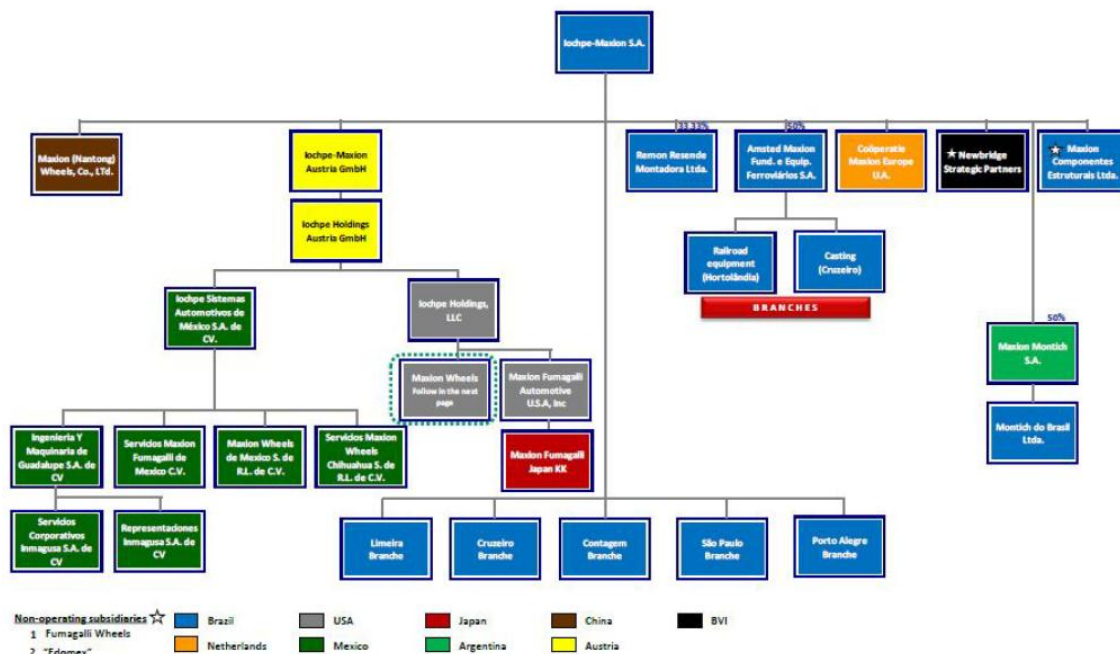 Iochpe-Maxion S.A.
Maxion (Nantong)
Wheels, Co., LTd.
Iochpe-Maxion
Austria GmbH
33,33%
Remon Resende
Montadora Ltda.
50%
Amsted Maxion
Fund. e Equip.
Ferroviários S.A.
Coöperatie
Maxion Europe
U.A.
Newbridge
Strategic Partners
Maxion
Componentes
Estruturais Ltda.
Iochpe Holdings
Austria GmbH
Railroad
equipment
(Hortolândia)
Casting
(Cruzeiro)
BRANCHES
Iochpe Sistemas
Automotivos de
México S.A. de
CV.
Iochpe Holdings,
LLC
50%
Maxion Montich
S.A.
Maxion Wheels
Follow in the next
page
Maxion Fumagalli
Automotive
U.S.A, Inc
Montich do Brasil
Ltda.
Ingenieria Y
Maquinaria de
Guadalupe S.A. de
CV
Servicios Maxion
Fumagalli de
Mexico C.V.
Maxion Wheels
de Mexico S. de
R.L. de C.V.
Servicios Maxion
Wheels
Chihuahua S. de
R.L. de C.V.
Maxion Fumagalli
Japan KK
Servicios
Corporativos
Inmagusa S.A. de
CV
Representaciones
Inmagusa S.A. de
CV
Limeira
Branche
Cruzeiro
Branche
Contagem
Branche
São Paulo
Branche
Porto Alegre
Branche
Non-operating subsidiaries
1 Fumagalli Wheels
2 "Edomex"
Brazil
USA
Japan
China
BVI
Netherlands
Mexico
Argentina
Austria